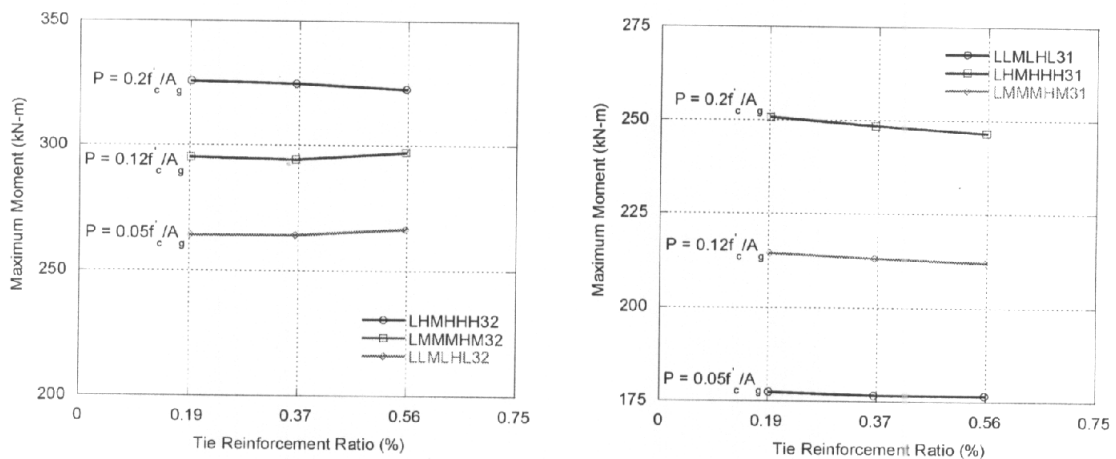 350
300
250
200
Maximum Moment (kN-m)
P = 0.2f'c/Ag
P = 0.12f'c/Ag
P = 0.05f'c/Ag
LHMHHH32
LMMMHM32
LLMLHL32
0 0.19 0.37 0.56 0.75
Tie Reinforcement Ratio (%)
275
250
225
200
175
Maximum Moment (kN-m)
LLMLHL31
LHMHHH31
LMMMHM31
P = 0.2f'c/Ag
P = 0.12f'c/Ag
P = 0.05f'c/Ag
0 0.19 0.37 0.56 0.75
Tie Reinforcement Ratio (%)